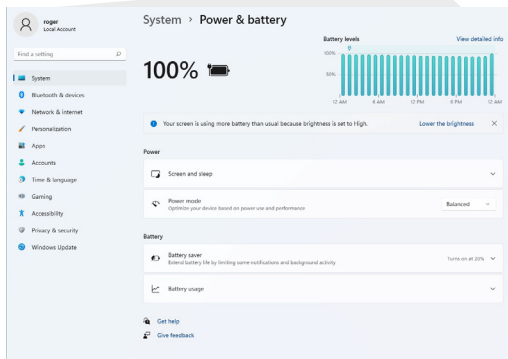 roger
Local Account
Find a setting
System
Bluetooth & devices
Network & internet
Personalization
Apps
Accounts
Time & language
Gaming
Accessibility
Privacy & security
Windows Update
System > Power & battery
100%
Battery levels
View detailed info
100%
50%
12 AM 6 AM 12 PM 6 PM 12 AM
Your screen is using more battery than usual because brightness is set to High.
Lower the brightness
Power
Screen and sleep
Power mode
Optimize your device based on power use and performance
Balanced
Battery
Battery saver
Extend battery life by limiting some notifications and background activity
Turns on at 20%
Battery usage
Get help
Give feedback